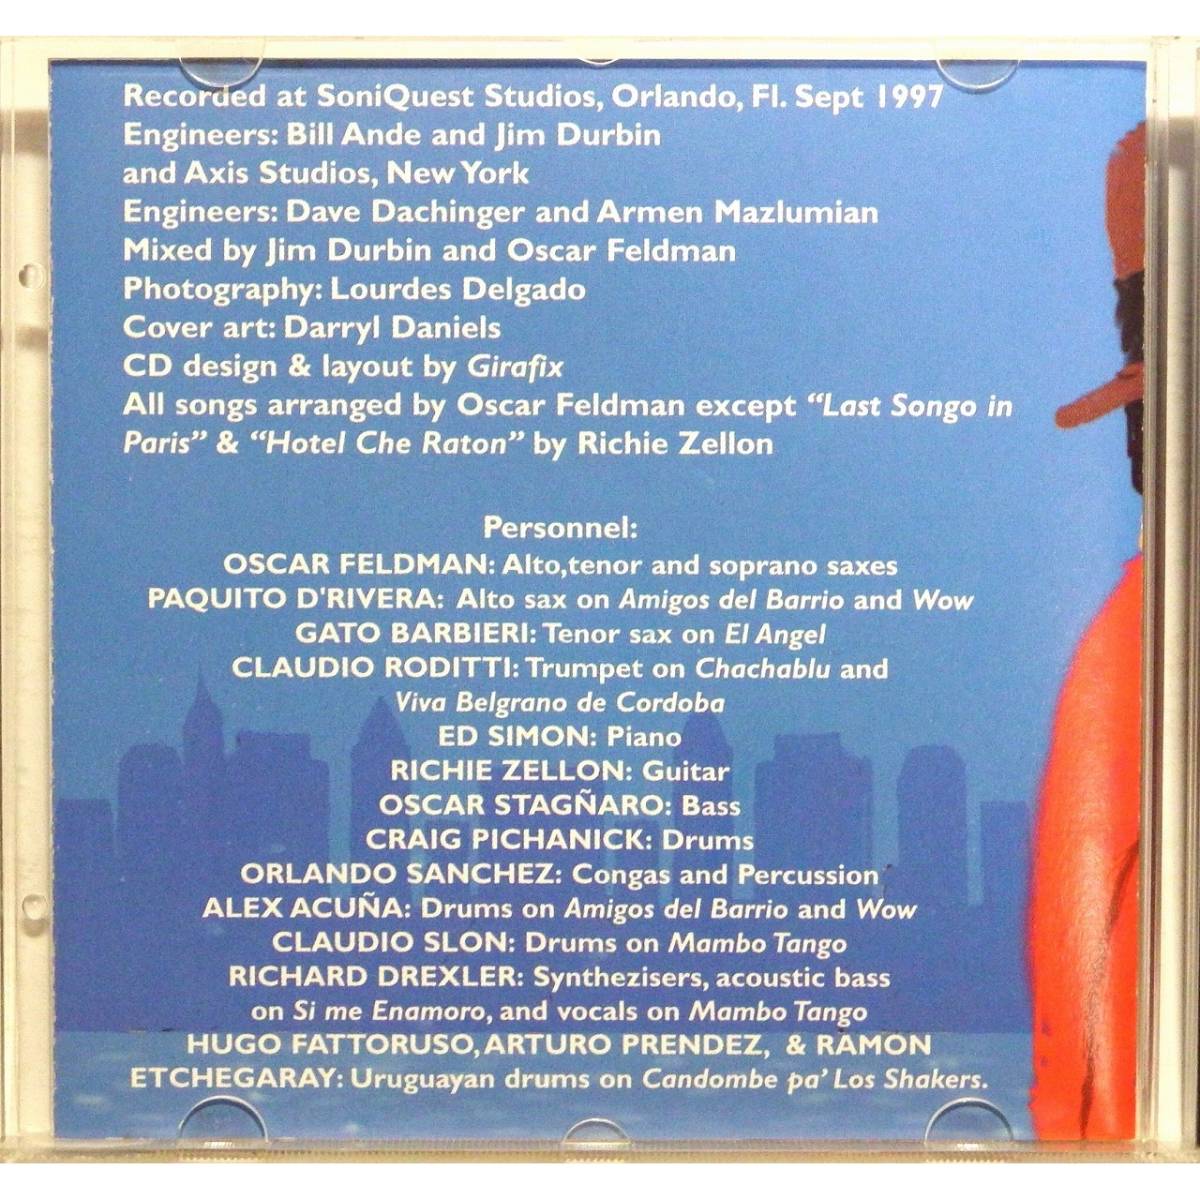 Recorded at SoniQuest Studios, Orlando, Fl. Sept 1997
Engineers: Bill Ande and Jim Durbin
and Axis Studios, New York
Engineers: Dave Dachinger and Armen Mazlumian
Mixed by Jim Durbin and Oscar Feldman
Photography: Lourdes Delgado
Cover art: Darryl Daniels
CD design & layout by Girafix
All songs arranged by Oscar Feldman except “Last Songo in
Paris” & “Hotel Che Raton” by Richie Zellon
Personnel:
OSCAR FELDMAN: Alto,tenor and soprano saxes
PAQUITO D'RIVERA: Alto sax on Amigos del Barrio and Wow
GATO BARBIERI: Tenor sax on El Angel
CLAUDIO RODITTI: Trumpet on Chachablu and
Viva Belgrano de Cordoba
ED SIMON: Piano
RICHIE ZELLON: Guitar
OSCAR STAGÑARO: Bass
CRAIG PICHANICK: Drums
ORLANDO SANCHEZ: Congas and Percussion
ALEX ACUÑA: Drums on Amigos del Barrio and Wow
CLAUDIO SLON: Drums on Mambo Tango
RICHARD DREXLER: Synthezisers, acoustic bass
on Si me Enamoro, and vocals on Mambo Tango
HUGO FATTORUSO, ARTURO PRENDEZ, & RAMON
ETCHEGARAY: Uruguayan drums on Candombe pa’ Los Shakers.